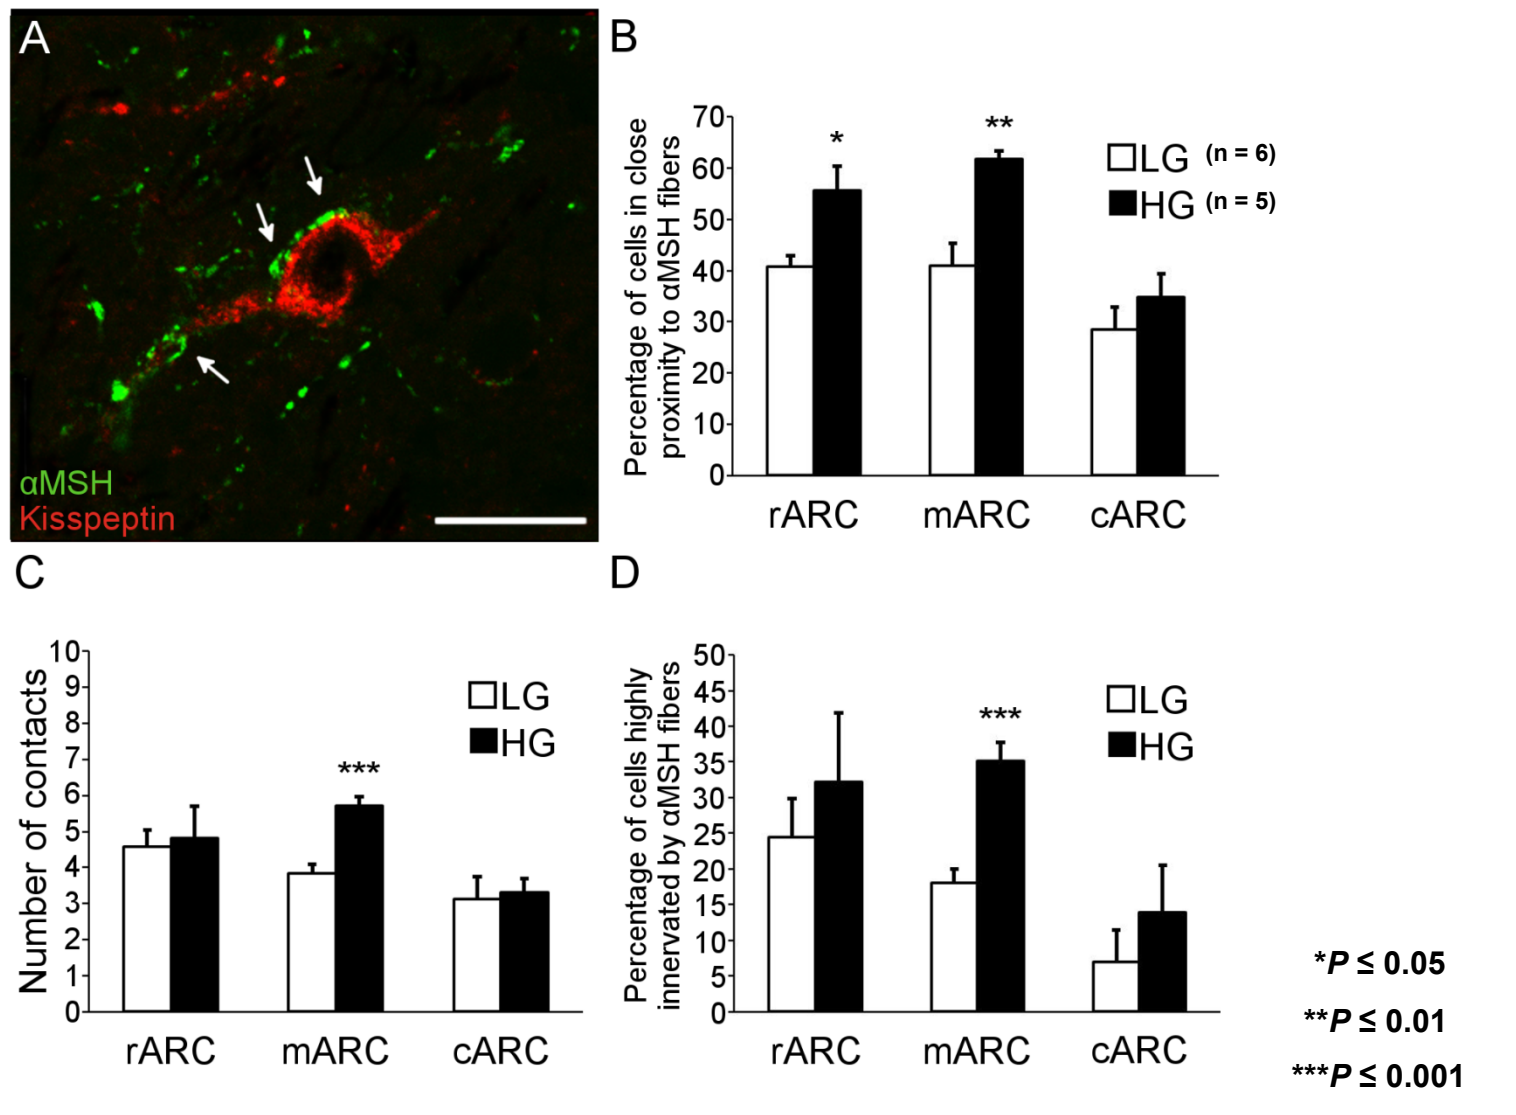 A
αMSH
Kisspeptin
B
Percentage of cells in close
proximity to αMSH fibers
70
60
50
40
30
20
10
0
*
**
LG (n = 6)
HG (n = 5)
rARC mARC cARC
C
Number of contacts
10
9
8
7
6
5
4
3
2
1
0
***
LG
HG
rARC mARC cARC
D
Percentage of cells highly
innervated by αMSH fibers
50
45
40
35
30
25
20
15
10
5
0
***
LG
HG
rARC mARC cARC
*P ≤ 0.05
**P ≤ 0.01
***P ≤ 0.001